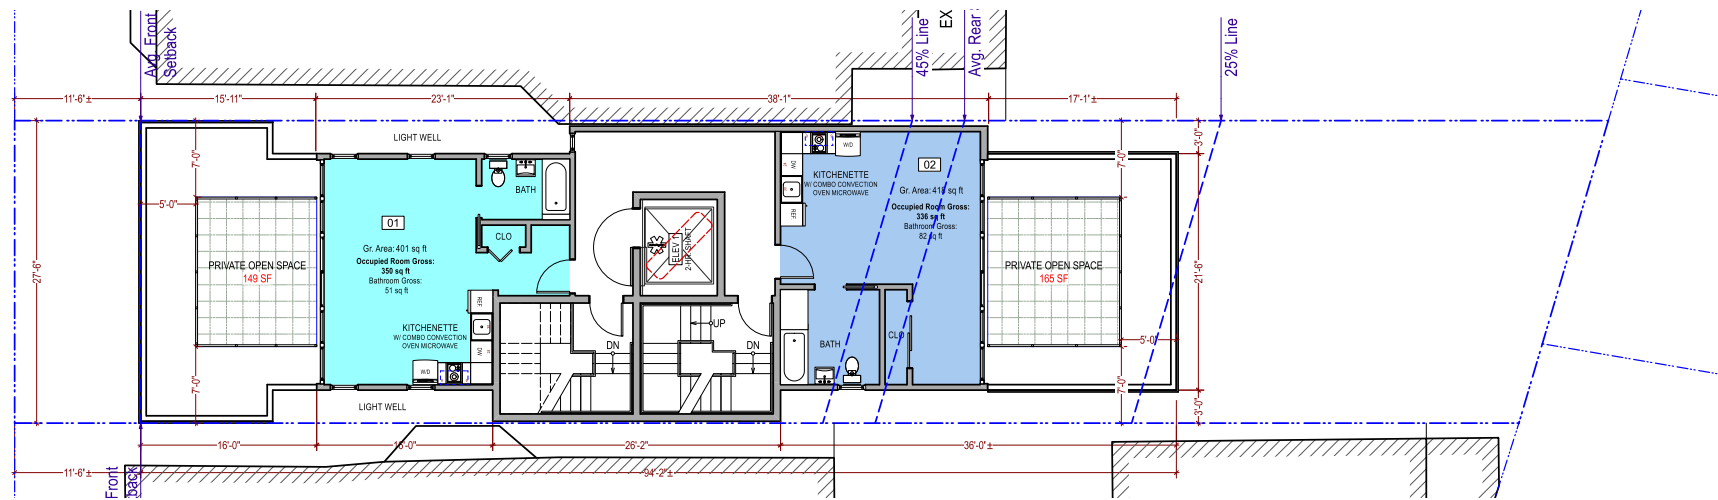 Avg. Front
Setback
45% Line
EX
Avg. Rear
25% Line
11'-6"±
15'-11"
23'-1"
38'-1"
17'-1"±
LIGHT WELL
7'-0"
5'-0"
27'-6"
PRIVATE OPEN SPACE
149 SF
7'-0"
01
Gr. Area: 401 sq ft
Occupied Room Gross:
350 sq ft
Bathroom Gross:
51 sq ft
BATH
CLO
REF
KITCHENETTE
W/ COMBO CONVECTION
OVEN MICROWAVE
DW
W/D
LIGHT WELL
ELEV 1
2-HR SHAFT
DN
UP
DN
W/D
DW
KITCHENETTE
W/ COMBO CONVECTION
OVEN MICROWAVE
REF
02
Gr. Area: 418 sq ft
Occupied Room Gross:
336 sq ft
Bathroom Gross:
82 sq ft
BATH
CLO
PRIVATE OPEN SPACE
165 SF
7'-0"
3'-0"
21'-6"
5'-0"
7'-0"
3'-0"
16'-0"
16'-0"
26'-2"
36'-0"±
11'-6"±
94'-2"±
Front
tback